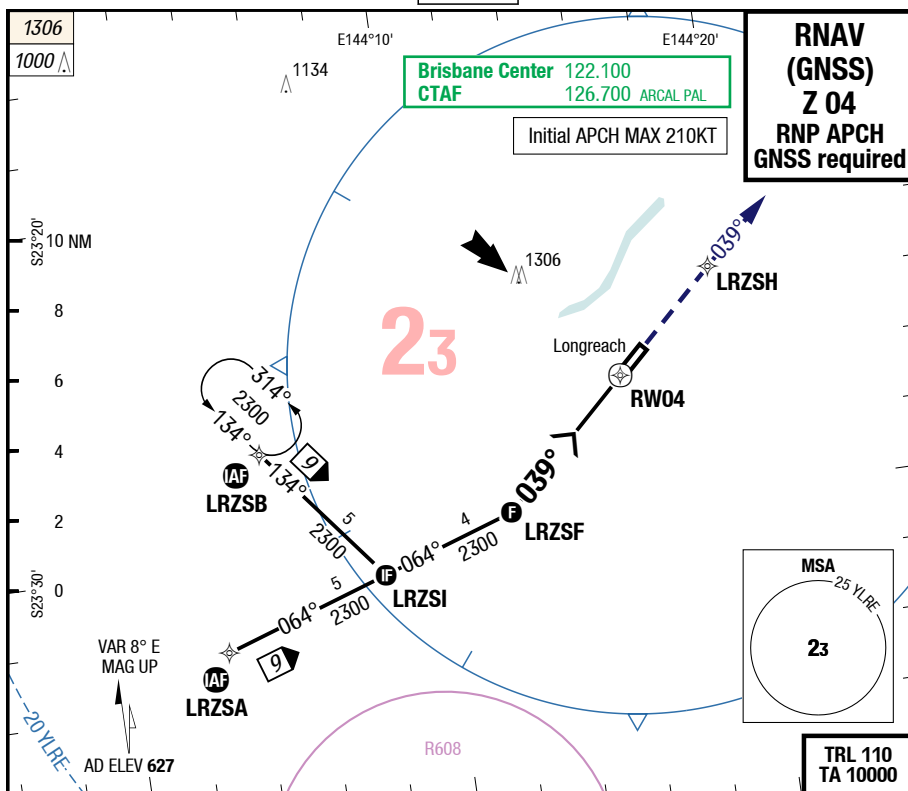 1306
1000
E144°10'
E144°20'
1134
Brisbane Center 122.100
CTAF 126.700 ARCAL PAL
Initial APCH MAX 210KT
RNAV
(GNSS)
Z 04
RNP APCH
GNSS required
S23°20'
10 NM
8
6
4
2
0
S23°30'
1306
23
039°
LRZSH
Longreach
RW04
314°
2300
134°
9
134°
IAF
LRZSB
5
2300
039°
F
LRZSF
4
064°
2300
IF
LRZSI
5
064°
2300
9
IAF
LRZSA
VAR 8° E
MAG UP
20 YLRE
AD ELEV 627
R608
MSA
25 YLRE
23
TRL 110
TA 10000